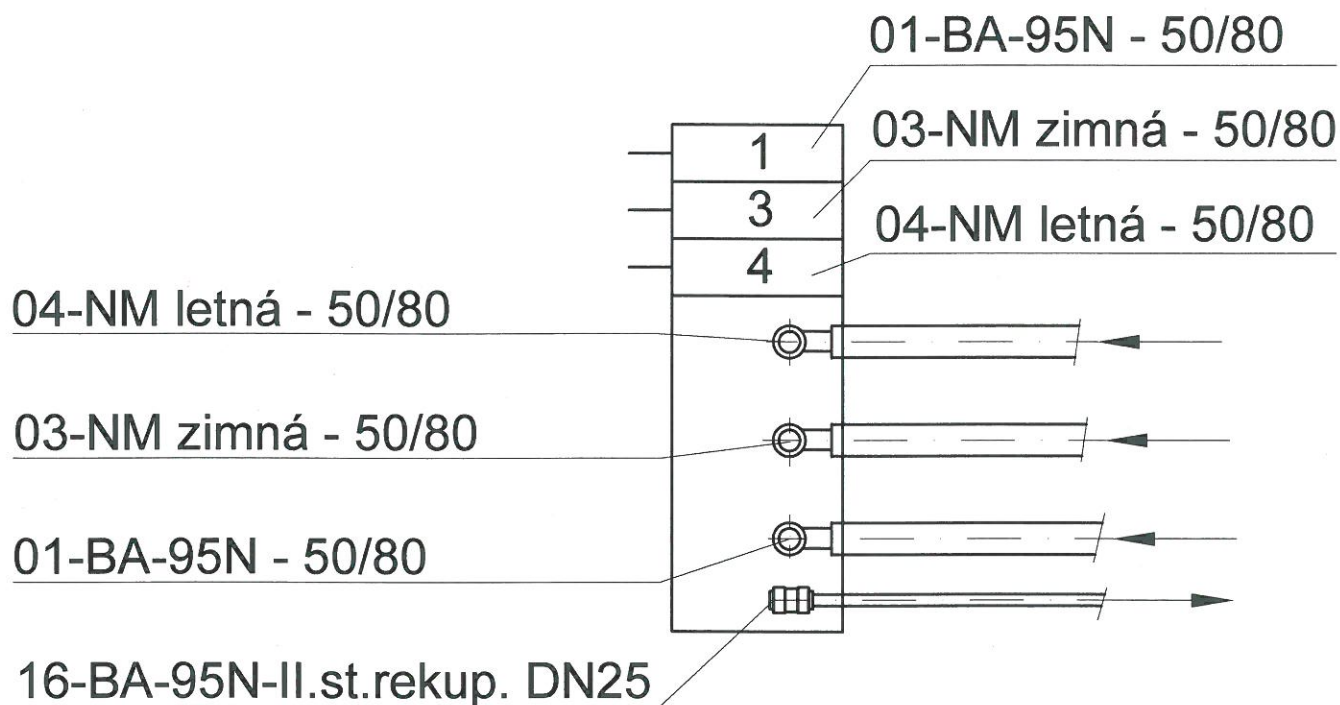 01-BA-95N - 50/80
03-NM zimná - 50/80
04-NM letná - 50/80
1
3
4
04-NM letná - 50/80
03-NM zimná - 50/80
01-BA-95N - 50/80
16-BA-95N-II.st.rekup. DN25